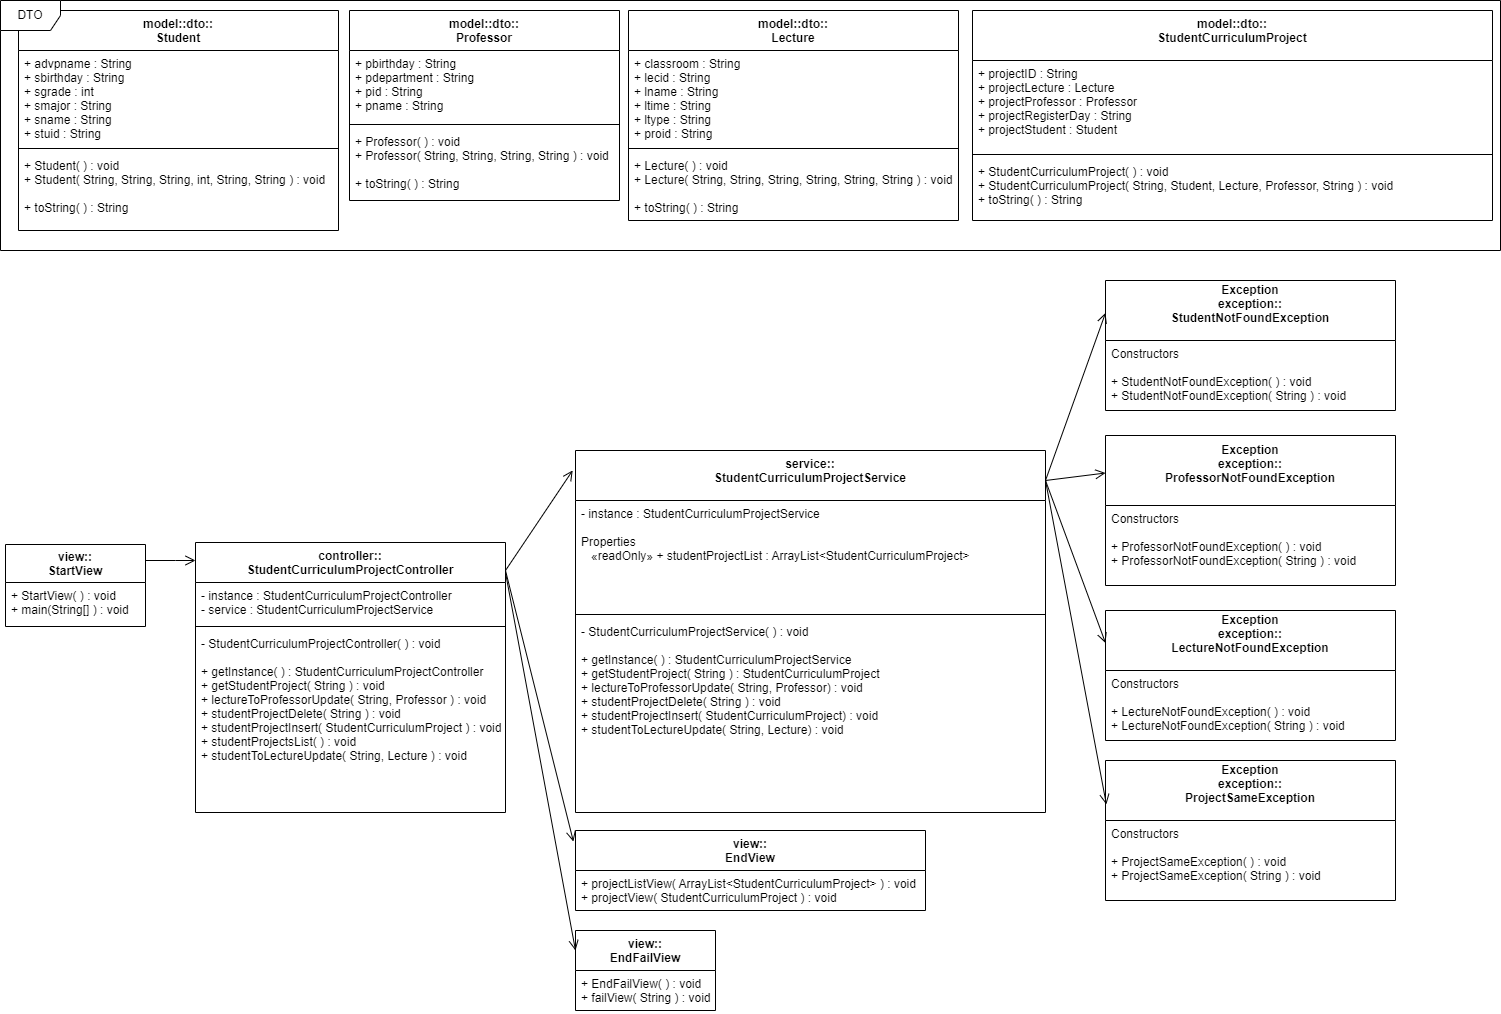 DTO
model::dto::
Student
+ advpname : String
+ sbirthday : String
+ sgrade : int
+ smajor : String
+ sname : String
+ stuid : String
+ Student( ) : void
+ Student( String, String, String, int, String, String ) : void
+ toString( ) : String
model::dto::
Professor
+ pbirthday : String
+ pdepartment : String
+ pid : String
+ pname : String
+ Professor( ) : void
+ Professor( String, String, String, String ) : void
+ toString( ) : String
model::dto::
Lecture
+ classroom : String
+ lecid : String
+ lname : String
+ ltime : String
+ ltype : String
+ proid : String
+ Lecture( ) : void
+ Lecture( String, String, String, String, String, String ) : void
+ toString( ) : String
model::dto::
StudentCurriculumProject
+ projectID : String
+ projectLecture : Lecture
+ projectProfessor : Professor
+ projectRegisterDay : String
+ projectStudent : Student
+ StudentCurriculumProject( ) : void
+ StudentCurriculumProject( String, Student, Lecture, Professor, String ) : void
+ toString( ) : String
view::
StartView
+ StartView( ) : void
+ main(String[] ) : void
controller::
StudentCurriculumProjectController
- instance : StudentCurriculumProjectController
- service : StudentCurriculumProjectService
- StudentCurriculumProjectController( ) : void
+ getInstance( ) : StudentCurriculumProjectController
+ getStudentProject( String ) : void
+ lectureToProfessorUpdate( String, Professor ) : void
+ studentProjectDelete( String ) : void
+ studentProjectInsert( StudentCurriculumProject ) : void
+ studentProjectsList( ) : void
+ studentToLectureUpdate( String, Lecture ) : void
service::
StudentCurriculumProjectService
- instance : StudentCurriculumProjectService
Properties
«readOnly» + studentProjectList : ArrayList<StudentCurriculumProject>
- StudentCurriculumProjectService( ) : void
+ getInstance( ) : StudentCurriculumProjectService
+ getStudentProject( String ) : StudentCurriculumProject
+ lectureToProfessorUpdate( String, Professor) : void
+ studentProjectDelete( String ) : void
+ studentProjectInsert( StudentCurriculumProject) : void
+ studentToLectureUpdate( String, Lecture) : void
view::
EndView
+ projectListView( ArrayList<StudentCurriculumProject> ) : void
+ projectView( StudentCurriculumProject ) : void
view::
EndFailView
+ EndFailView( ) : void
+ failView( String ) : void
Exception
exception::
StudentNotFoundException
Constructors
+ StudentNotFoundException( ) : void
+ StudentNotFoundException( String ) : void
Exception
exception::
ProfessorNotFoundException
Constructors
+ ProfessorNotFoundException( ) : void
+ ProfessorNotFoundException( String ) : void
Exception
exception::
LectureNotFoundException
Constructors
+ LectureNotFoundException( ) : void
+ LectureNotFoundException( String ) : void
Exception
exception::
ProjectSameException
Constructors
+ ProjectSameException( ) : void
+ ProjectSameException( String ) : void